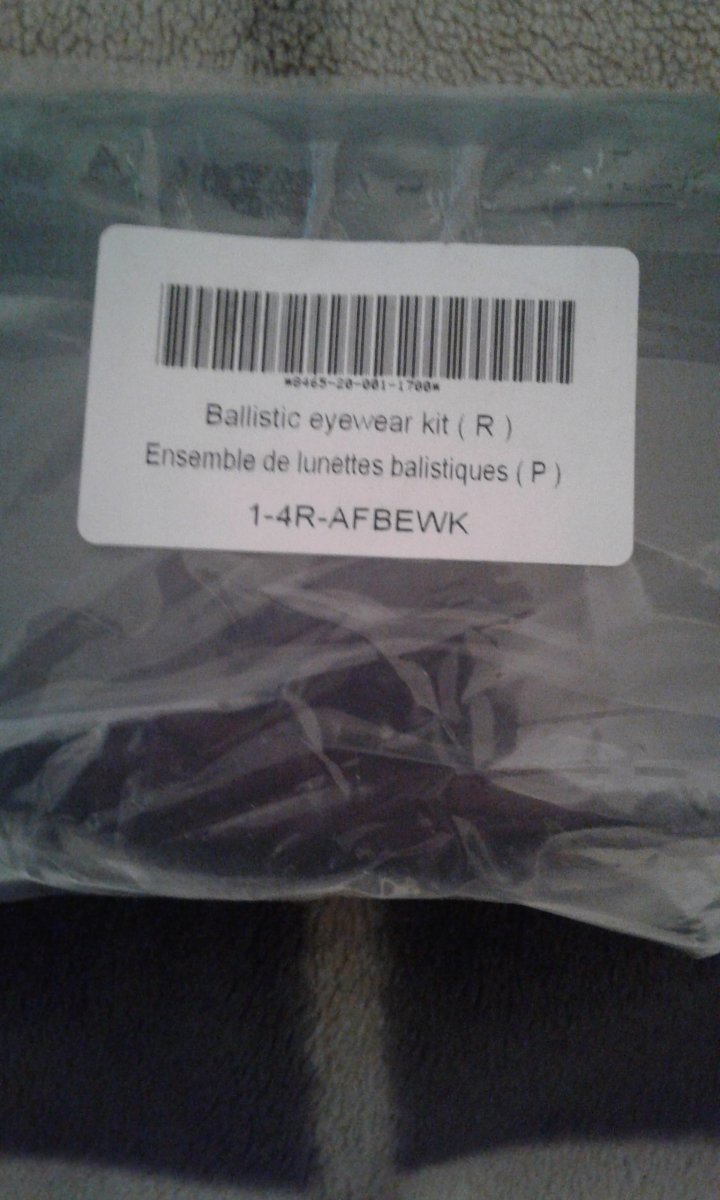 *8465-20-001-1700*
Ballistic eyewear kit ( R )
Ensemble de lunettes balistiques ( P )
1-4R-AFBEWK